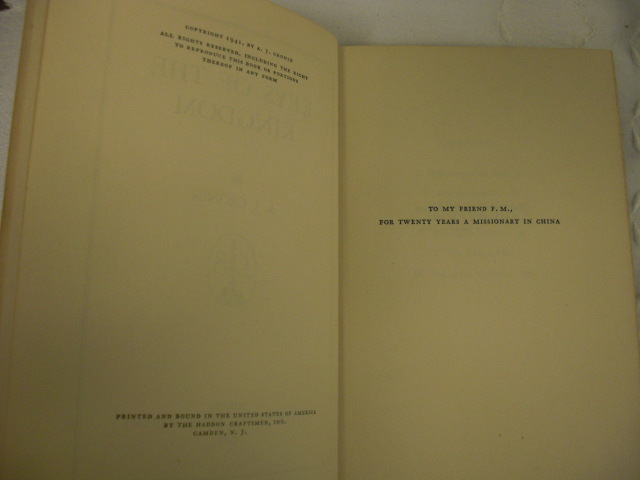 COPYRIGHT 1941, BY A. J. CRONIN
ALL RIGHTS RESERVED, INCLUDING THE RIGHT
TO REPRODUCE THIS BOOK OR PORTIONS
THEREOF IN ANY FORM
PRINTED AND BOUND IN THE UNITED STATES OF AMERICA
BY THE HADDON CRAFTSMEN, INC.
CAMDEN, N. J.
TO MY FRIEND F. M.,
FOR TWENTY YEARS A MISSIONARY IN CHINA